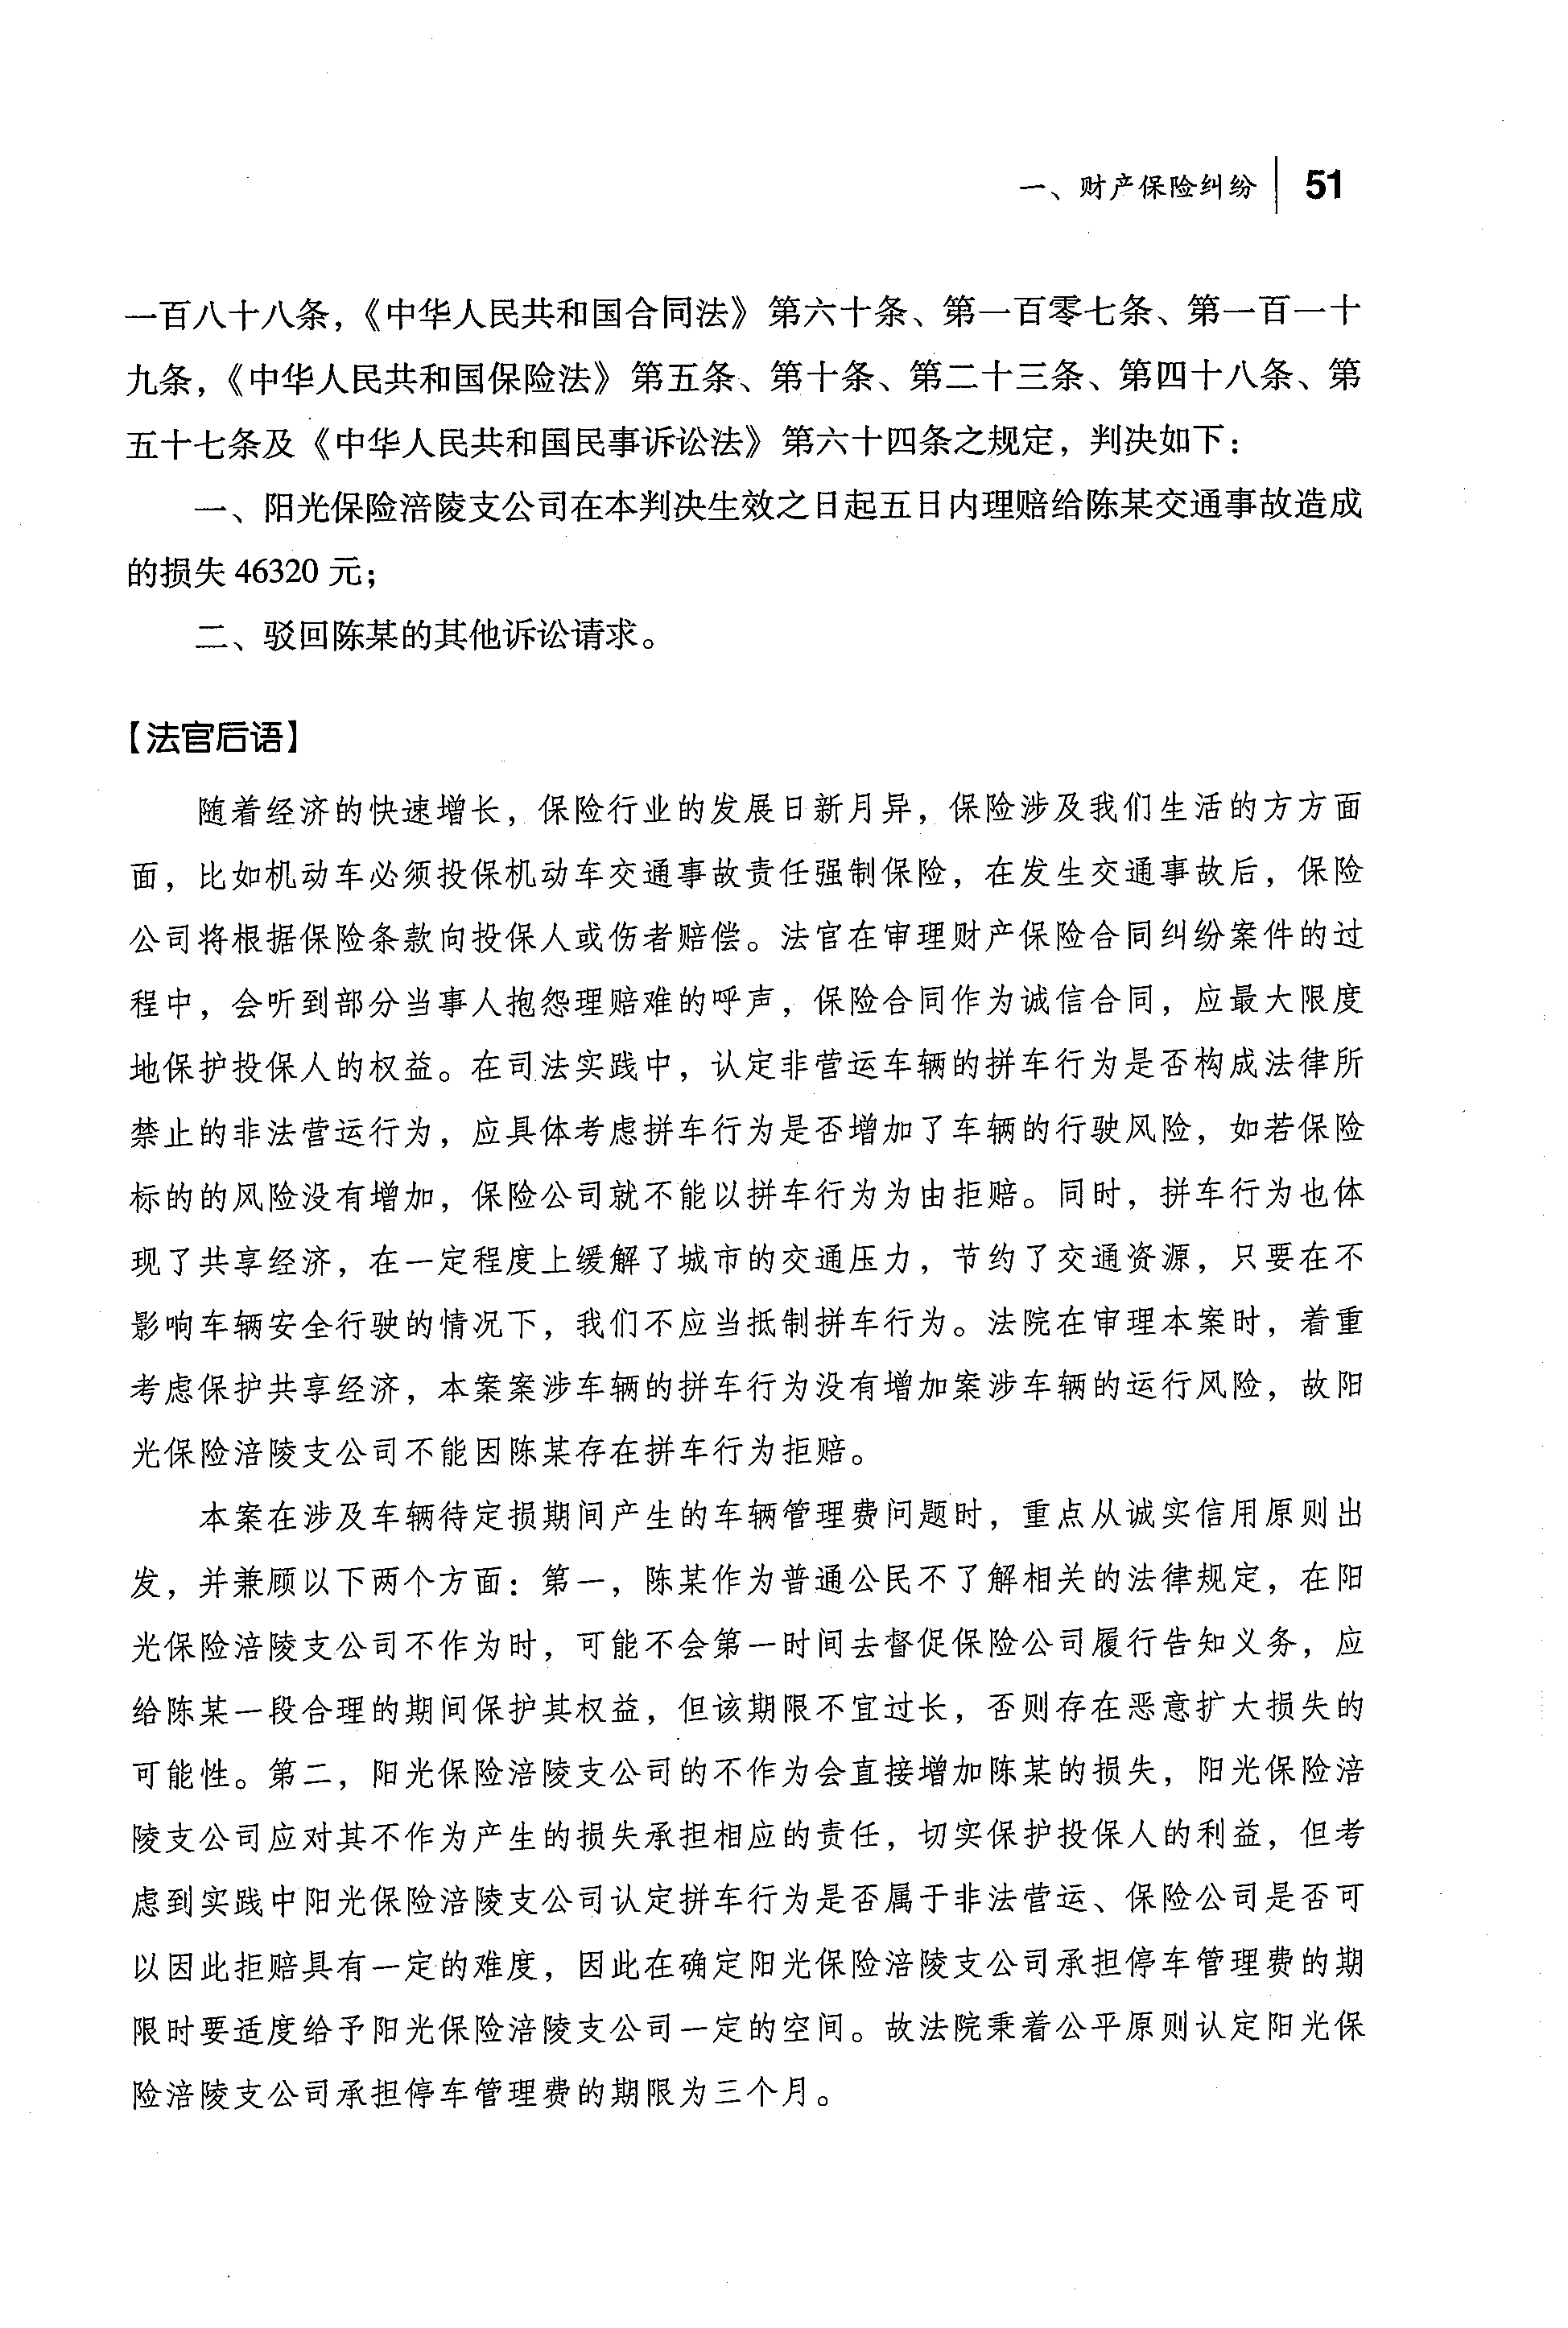 一、财产保险纠纷 51
一百八十八条，《中华人民共和国合同法》第六十条、第一百零七条、第一百一十
九条，《中华人民共和国保险法》第五条、第十条、第二十三条、第四十八条、第
五十七条及《中华人民共和国民事诉讼法》第六十四条之规定，判决如下：
一、阳光保险涪陵支公司在本判决生效之日起五日内理赔给陈某交通事故造成
的损失 46320 元；
二、驳回陈某的其他诉讼请求。
【法官后语】
随着经济的快速增长，保险行业的发展日新月异，保险涉及我们生活的方方面
面，比如机动车必须投保机动车交通事故责任强制保险，在发生交通事故后，保险
公司将根据保险条款向投保人或伤者赔偿。法官在审理财产保险合同纠纷案件的过
程中，会听到部分当事人抱怨理赔难的呼声，保险合同作为诚信合同，应最大限度
地保护投保人的权益。在司法实践中，认定非营运车辆的拼车行为是否构成法律所
禁止的非法营运行为，应具体考虑拼车行为是否增加了车辆的行驶风险，如若保险
标的的风险没有增加，保险公司就不能以拼车行为为由拒赔。同时，拼车行为也体
现了共享经济，在一定程度上缓解了城市的交通压力，节约了交通资源，只要在不
影响车辆安全行驶的情况下，我们不应当抵制拼车行为。法院在审理本案时，着重
考虑保护共享经济，本案案涉车辆的拼车行为没有增加案涉车辆的运行风险，故阳
光保险涪陵支公司不能因陈某存在拼车行为拒赔。
本案在涉及车辆待定损期间产生的车辆管理费问题时，重点从诚实信用原则出
发，并兼顾以下两个方面：第一，陈某作为普通公民不了解相关的法律规定，在阳
光保险涪陵支公司不作为时，可能不会第一时间去督促保险公司履行告知义务，应
给陈某一段合理的期间保护其权益，但该期限不宜过长，否则存在恶意扩大损失的
可能性。第二，阳光保险涪陵支公司的不作为会直接增加陈某的损失，阳光保险涪
陵支公司应对其不作为产生的损失承担相应的责任，切实保护投保人的利益，但考
虑到实践中阳光保险涪陵支公司认定拼车行为是否属于非法营运、保险公司是否可
以因此拒赔具有一定的难度，因此在确定阳光保险涪陵支公司承担停车管理费的期
限时要适度给予阳光保险涪陵支公司一定的空间。故法院秉着公平原则认定阳光保
险涪陵支公司承担停车管理费的期限为三个月。